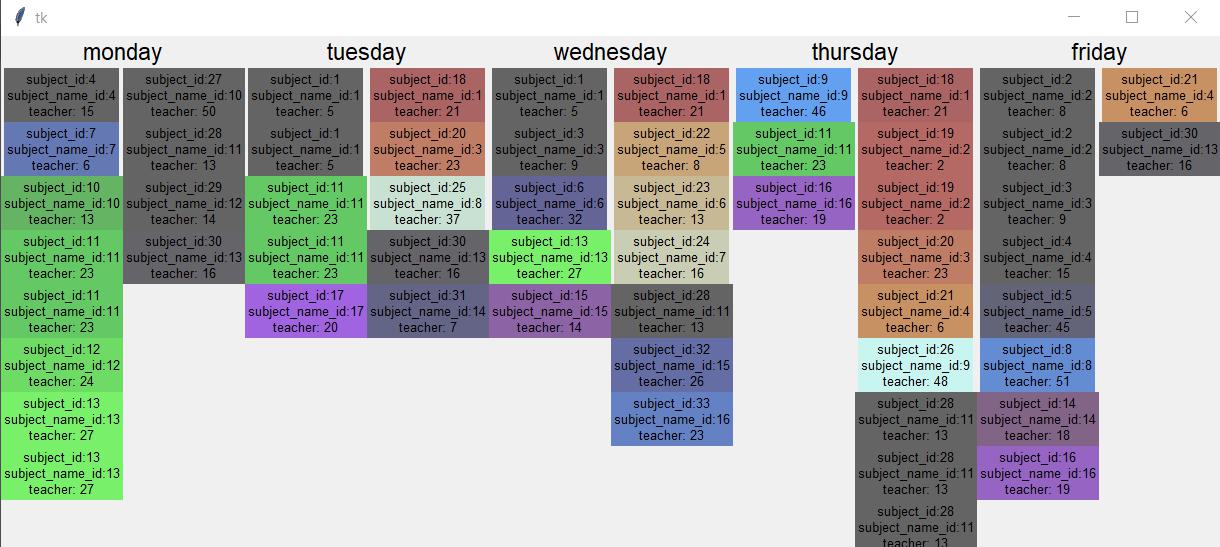 tk
monday
tuesday
wednesday
thursday
friday
subject_id:4
subject_name_id:4
teacher: 15
subject_id:7
subject_name_id:7
teacher: 6
subject_id:10
subject_name_id:10
teacher: 13
subject_id:11
subject_name_id:11
teacher: 23
subject_id:11
subject_name_id:11
teacher: 23
subject_id:12
subject_name_id:12
teacher: 24
subject_id:13
subject_name_id:13
teacher: 27
subject_id:13
subject_name_id:13
teacher: 27
subject_id:27
subject_name_id:10
teacher: 50
subject_id:28
subject_name_id:11
teacher: 13
subject_id:29
subject_name_id:12
teacher: 14
subject_id:30
subject_name_id:13
teacher: 16
subject_id:1
subject_name_id:1
teacher: 5
subject_id:1
subject_name_id:1
teacher: 5
subject_id:11
subject_name_id:11
teacher: 23
subject_id:11
subject_name_id:11
teacher: 23
subject_id:17
subject_name_id:17
teacher: 20
subject_id:18
subject_name_id:1
teacher: 21
subject_id:20
subject_name_id:3
teacher: 23
subject_id:25
subject_name_id:8
teacher: 37
subject_id:30
subject_name_id:13
teacher: 16
subject_id:31
subject_name_id:14
teacher: 7
subject_id:1
subject_name_id:1
teacher: 5
subject_id:3
subject_name_id:3
teacher: 9
subject_id:6
subject_name_id:6
teacher: 32
subject_id:13
subject_name_id:13
teacher: 27
subject_id:15
subject_name_id:15
teacher: 14
subject_id:18
subject_name_id:1
teacher: 21
subject_id:22
subject_name_id:5
teacher: 8
subject_id:23
subject_name_id:6
teacher: 13
subject_id:24
subject_name_id:7
teacher: 16
subject_id:28
subject_name_id:11
teacher: 13
subject_id:32
subject_name_id:15
teacher: 26
subject_id:33
subject_name_id:16
teacher: 23
subject_id:9
subject_name_id:9
teacher: 46
subject_id:11
subject_name_id:11
teacher: 23
subject_id:16
subject_name_id:16
teacher: 19
subject_id:18
subject_name_id:1
teacher: 21
subject_id:19
subject_name_id:2
teacher: 2
subject_id:19
subject_name_id:2
teacher: 2
subject_id:20
subject_name_id:3
teacher: 23
subject_id:21
subject_name_id:4
teacher: 6
subject_id:26
subject_name_id:9
teacher: 48
subject_id:28
subject_name_id:11
teacher: 13
subject_id:28
subject_name_id:11
teacher: 13
subject_id:28
subject_name_id:11
teacher: 13
subject_id:2
subject_name_id:2
teacher: 8
subject_id:2
subject_name_id:2
teacher: 8
subject_id:3
subject_name_id:3
teacher: 9
subject_id:4
subject_name_id:4
teacher: 15
subject_id:5
subject_name_id:5
teacher: 45
subject_id:8
subject_name_id:8
teacher: 51
subject_id:14
subject_name_id:14
teacher: 18
subject_id:16
subject_name_id:16
teacher: 19
subject_id:21
subject_name_id:4
teacher: 6
subject_id:30
subject_name_id:13
teacher: 16